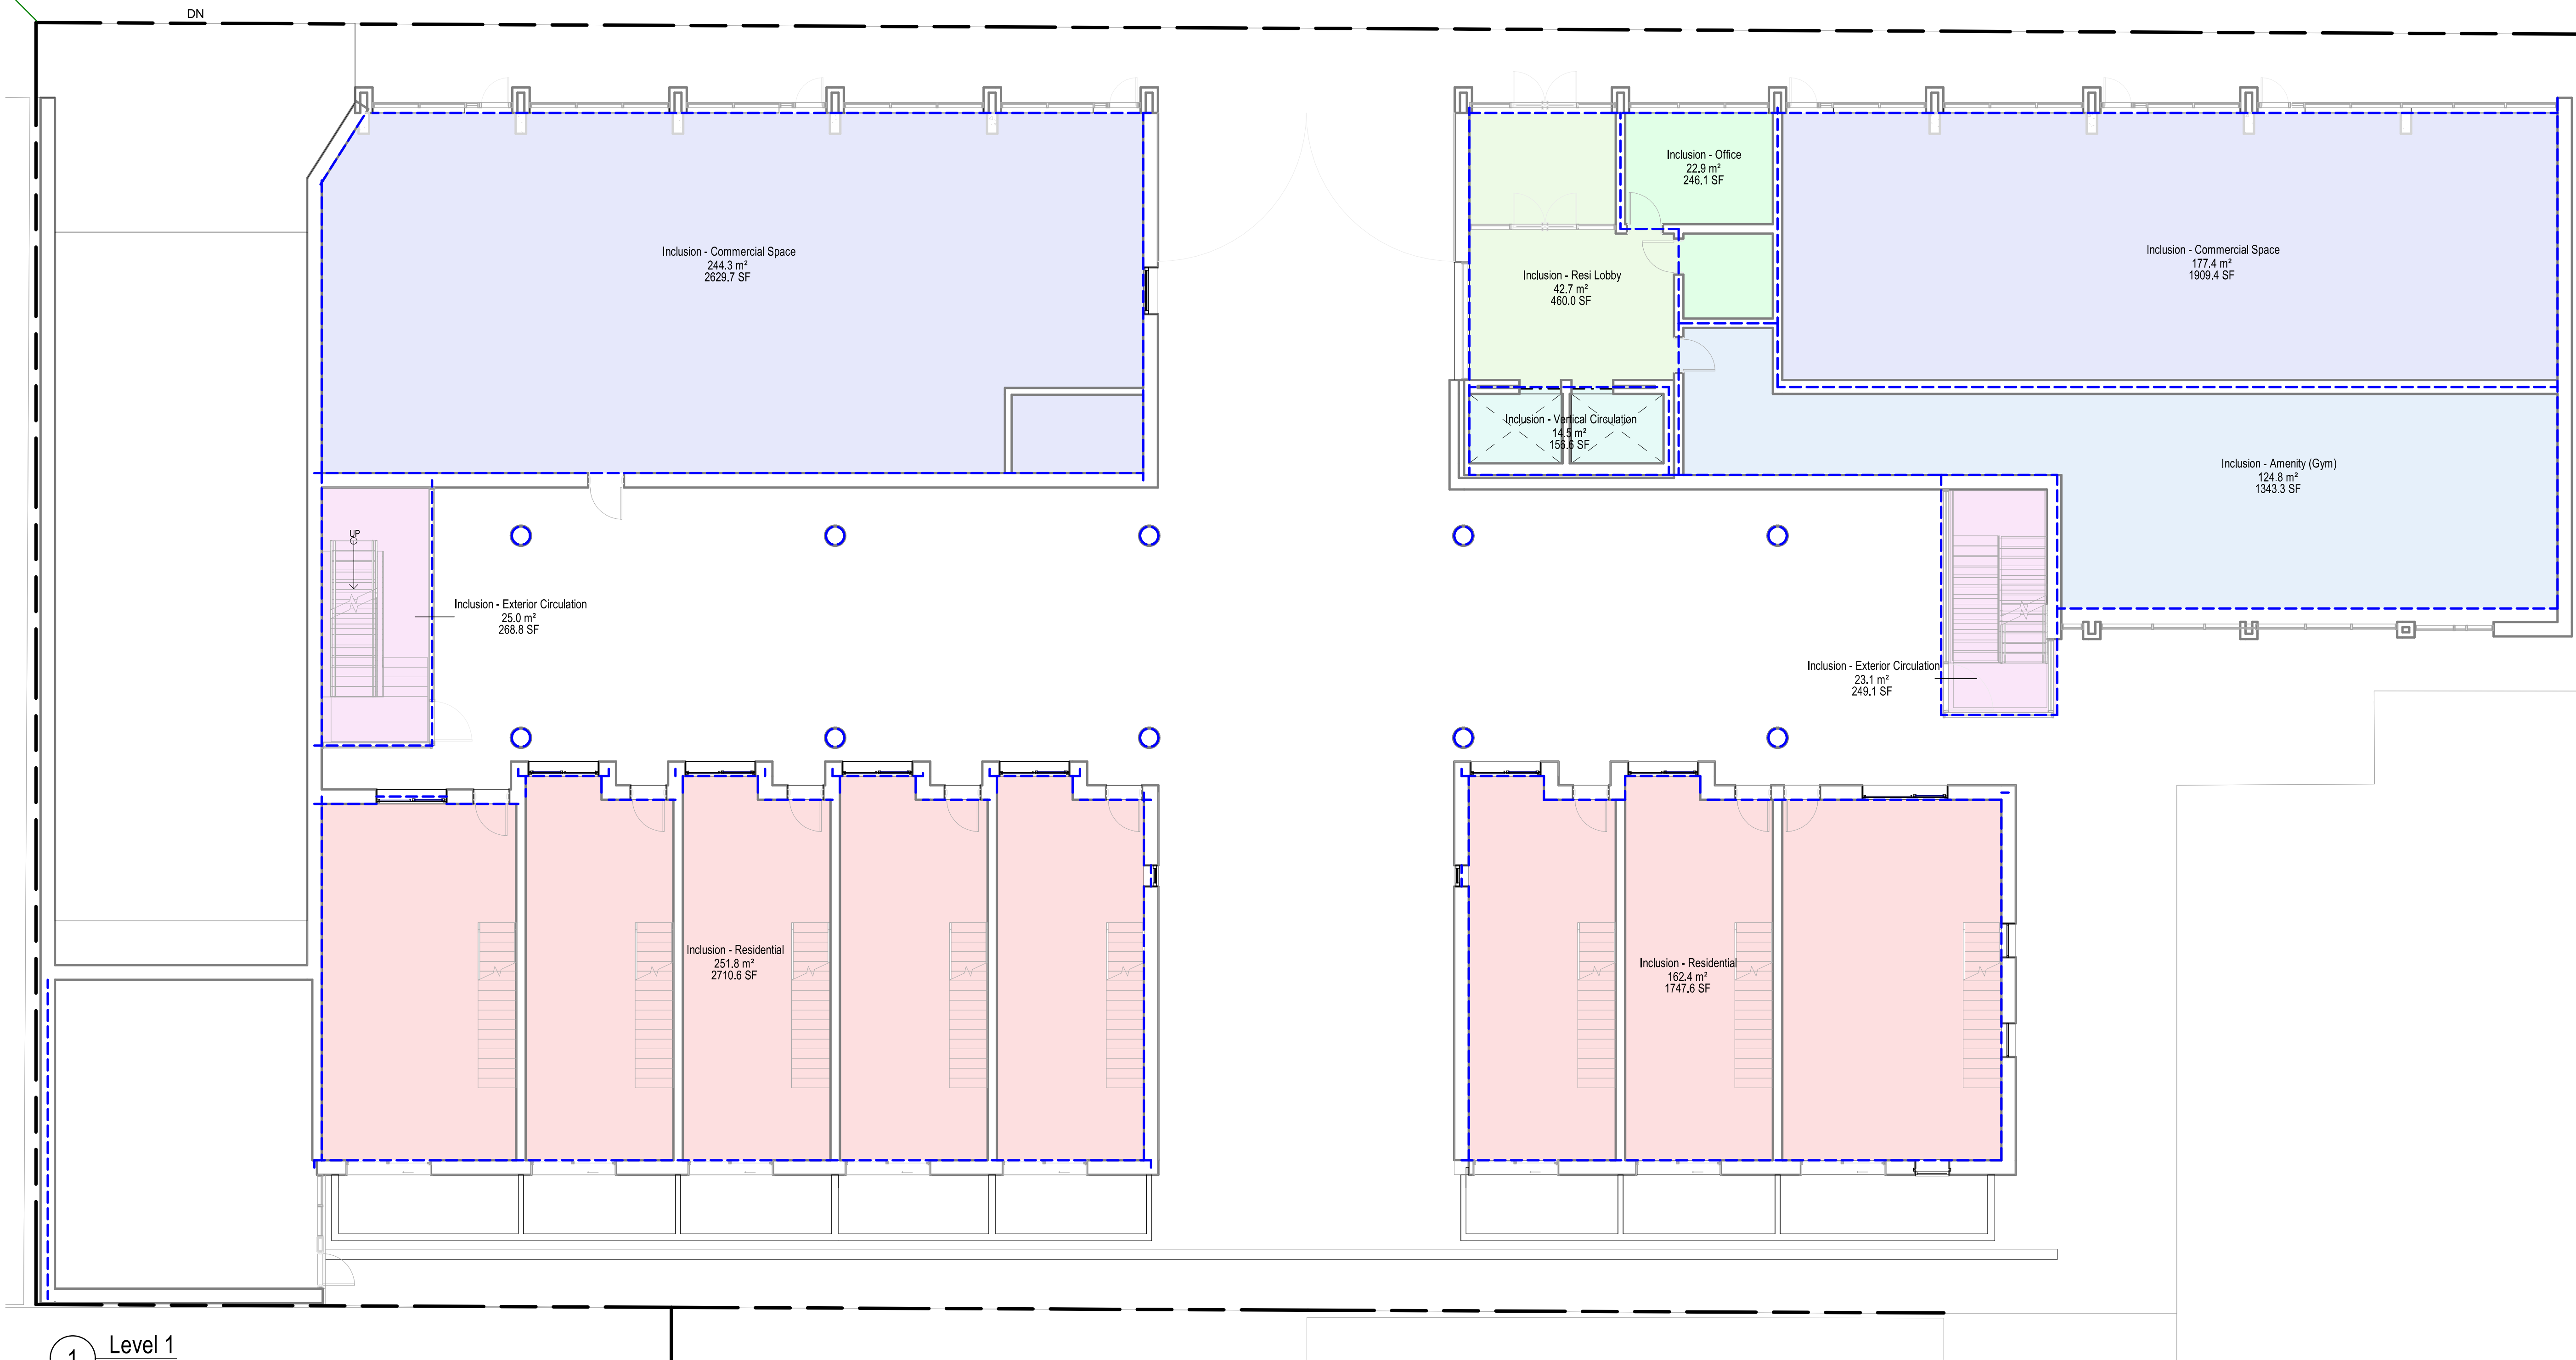 DN
Inclusion - Office
22.9 m²
246.1 SF
Inclusion - Commercial Space
244.3 m²
2629.7 SF
Inclusion - Commercial Space
177.4 m²
1909.4 SF
Inclusion - Resi Lobby
42.7 m²
460.0 SF
Inclusion - Vertical Circulation
14.5 m²
156.6 SF
Inclusion - Amenity (Gym)
124.8 m²
1343.3 SF
UP
Inclusion - Exterior Circulation
25.0 m²
268.8 SF
Inclusion - Exterior Circulation
23.1 m²
249.1 SF
Inclusion - Residential
251.8 m²
2710.6 SF
Inclusion - Residential
162.4 m²
1747.6 SF
1
Level 1